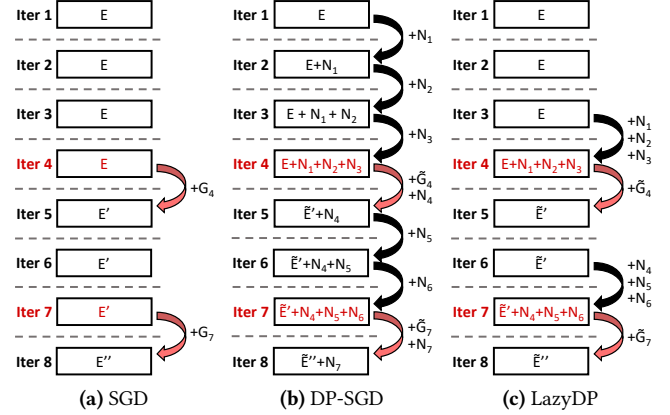 Iter 1
E
Iter 2
E
Iter 3
E
Iter 4
E
+G₄
Iter 5
E'
Iter 6
E'
Iter 7
E'
+G₇
Iter 8
E''
(a) SGD
Iter 1
E
+N₁
Iter 2
E+N₁
+N₂
Iter 3
E + N₁ + N₂
+N₃
Iter 4
E+N₁+N₂+N₃
+G̃₄
+N₄
Iter 5
Ẽ'+N₄
+N₅
Iter 6
Ẽ'+N₄+N₅
+N₆
Iter 7
Ẽ'+N₄+N₅+N₆
+G̃₇
+N₇
Iter 8
Ẽ''+N₇
(b) DP-SGD
Iter 1
E
Iter 2
E
Iter 3
E
+N₁
+N₂
+N₃
Iter 4
E+N₁+N₂+N₃
+G̃₄
Iter 5
Ẽ'
Iter 6
Ẽ'
+N₄
+N₅
+N₆
Iter 7
Ẽ'+N₄+N₅+N₆
+G̃₇
Iter 8
Ẽ''
(c) LazyDP